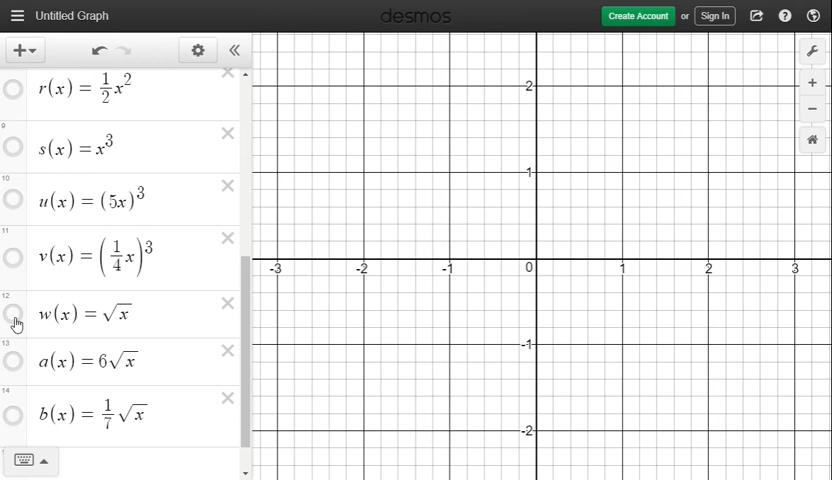 Untitled Graph
desmos
Create Account or Sign In
r(x) = 1/2 x^2
9
s(x) = x^3
10
u(x) = (5x)^3
11
v(x) = (1/4 x)^3
12
w(x) = √x
13
a(x) = 6√x
14
b(x) = 1/7 √x
2
1
-3 -2 -1 0 1 2 3
-1
-2